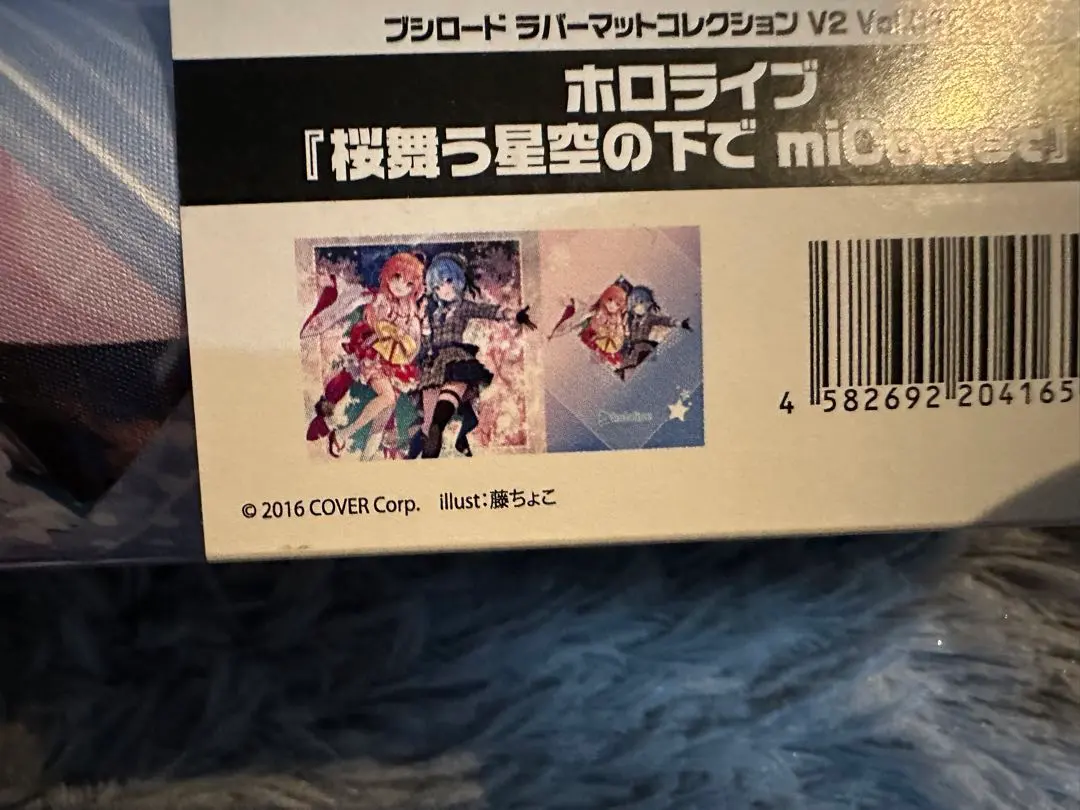 ブシロード ラバーマットコレクション V2
ホロライブ
『桜舞う星空の下で miComet』
4 582692 204165
© 2016 COVER Corp. illust:藤ちょこ